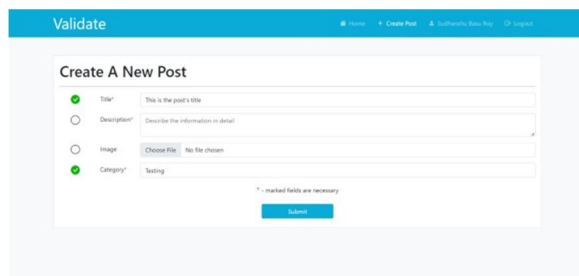 Validate
Home + Create Post Sudhanshu Basu Roy Logout
Create A New Post
Title* This is the post's title
Description* Describe the information in detail
Image Choose File No file chosen
Category* Testing
* - marked fields are necessary
Submit